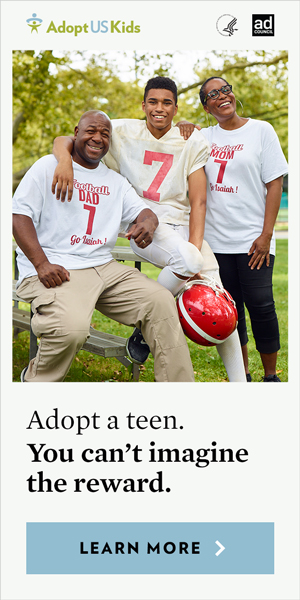 AdoptUSKids
ad
COUNCIL
Football
DAD
7
Go Isaiah!
7
Football
MOM
7
Go Isaiah!
Adopt a teen.
You can't imagine
the reward.
LEARN MORE